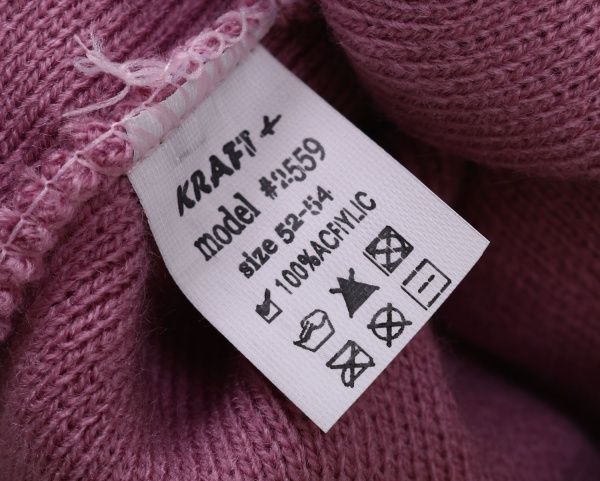 KRAFT+
model #2559
size 52-54
100%ACRYLIC